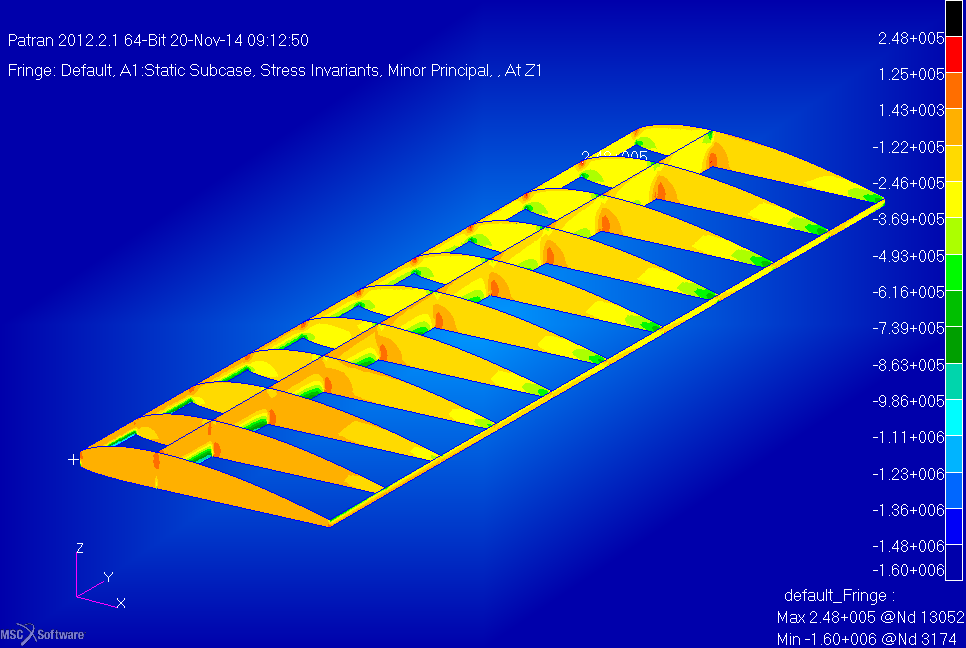 Patran 2012.2.1 64-Bit 20-Nov-14 09:12:50
Fringe: Default, A1:Static Subcase, Stress Invariants, Minor Principal, , At Z1
2.48+005
1.25+005
1.43+003
-1.22+005
-2.46+005
-3.69+005
-4.93+005
-6.16+005
-7.39+005
-8.63+005
-9.86+005
-1.11+006
-1.23+006
-1.36+006
-1.48+006
-1.60+006
default_Fringe :
Max 2.48+005 @Nd 13052
Min -1.60+006 @Nd 3174
Z
Y
X
MSC Software